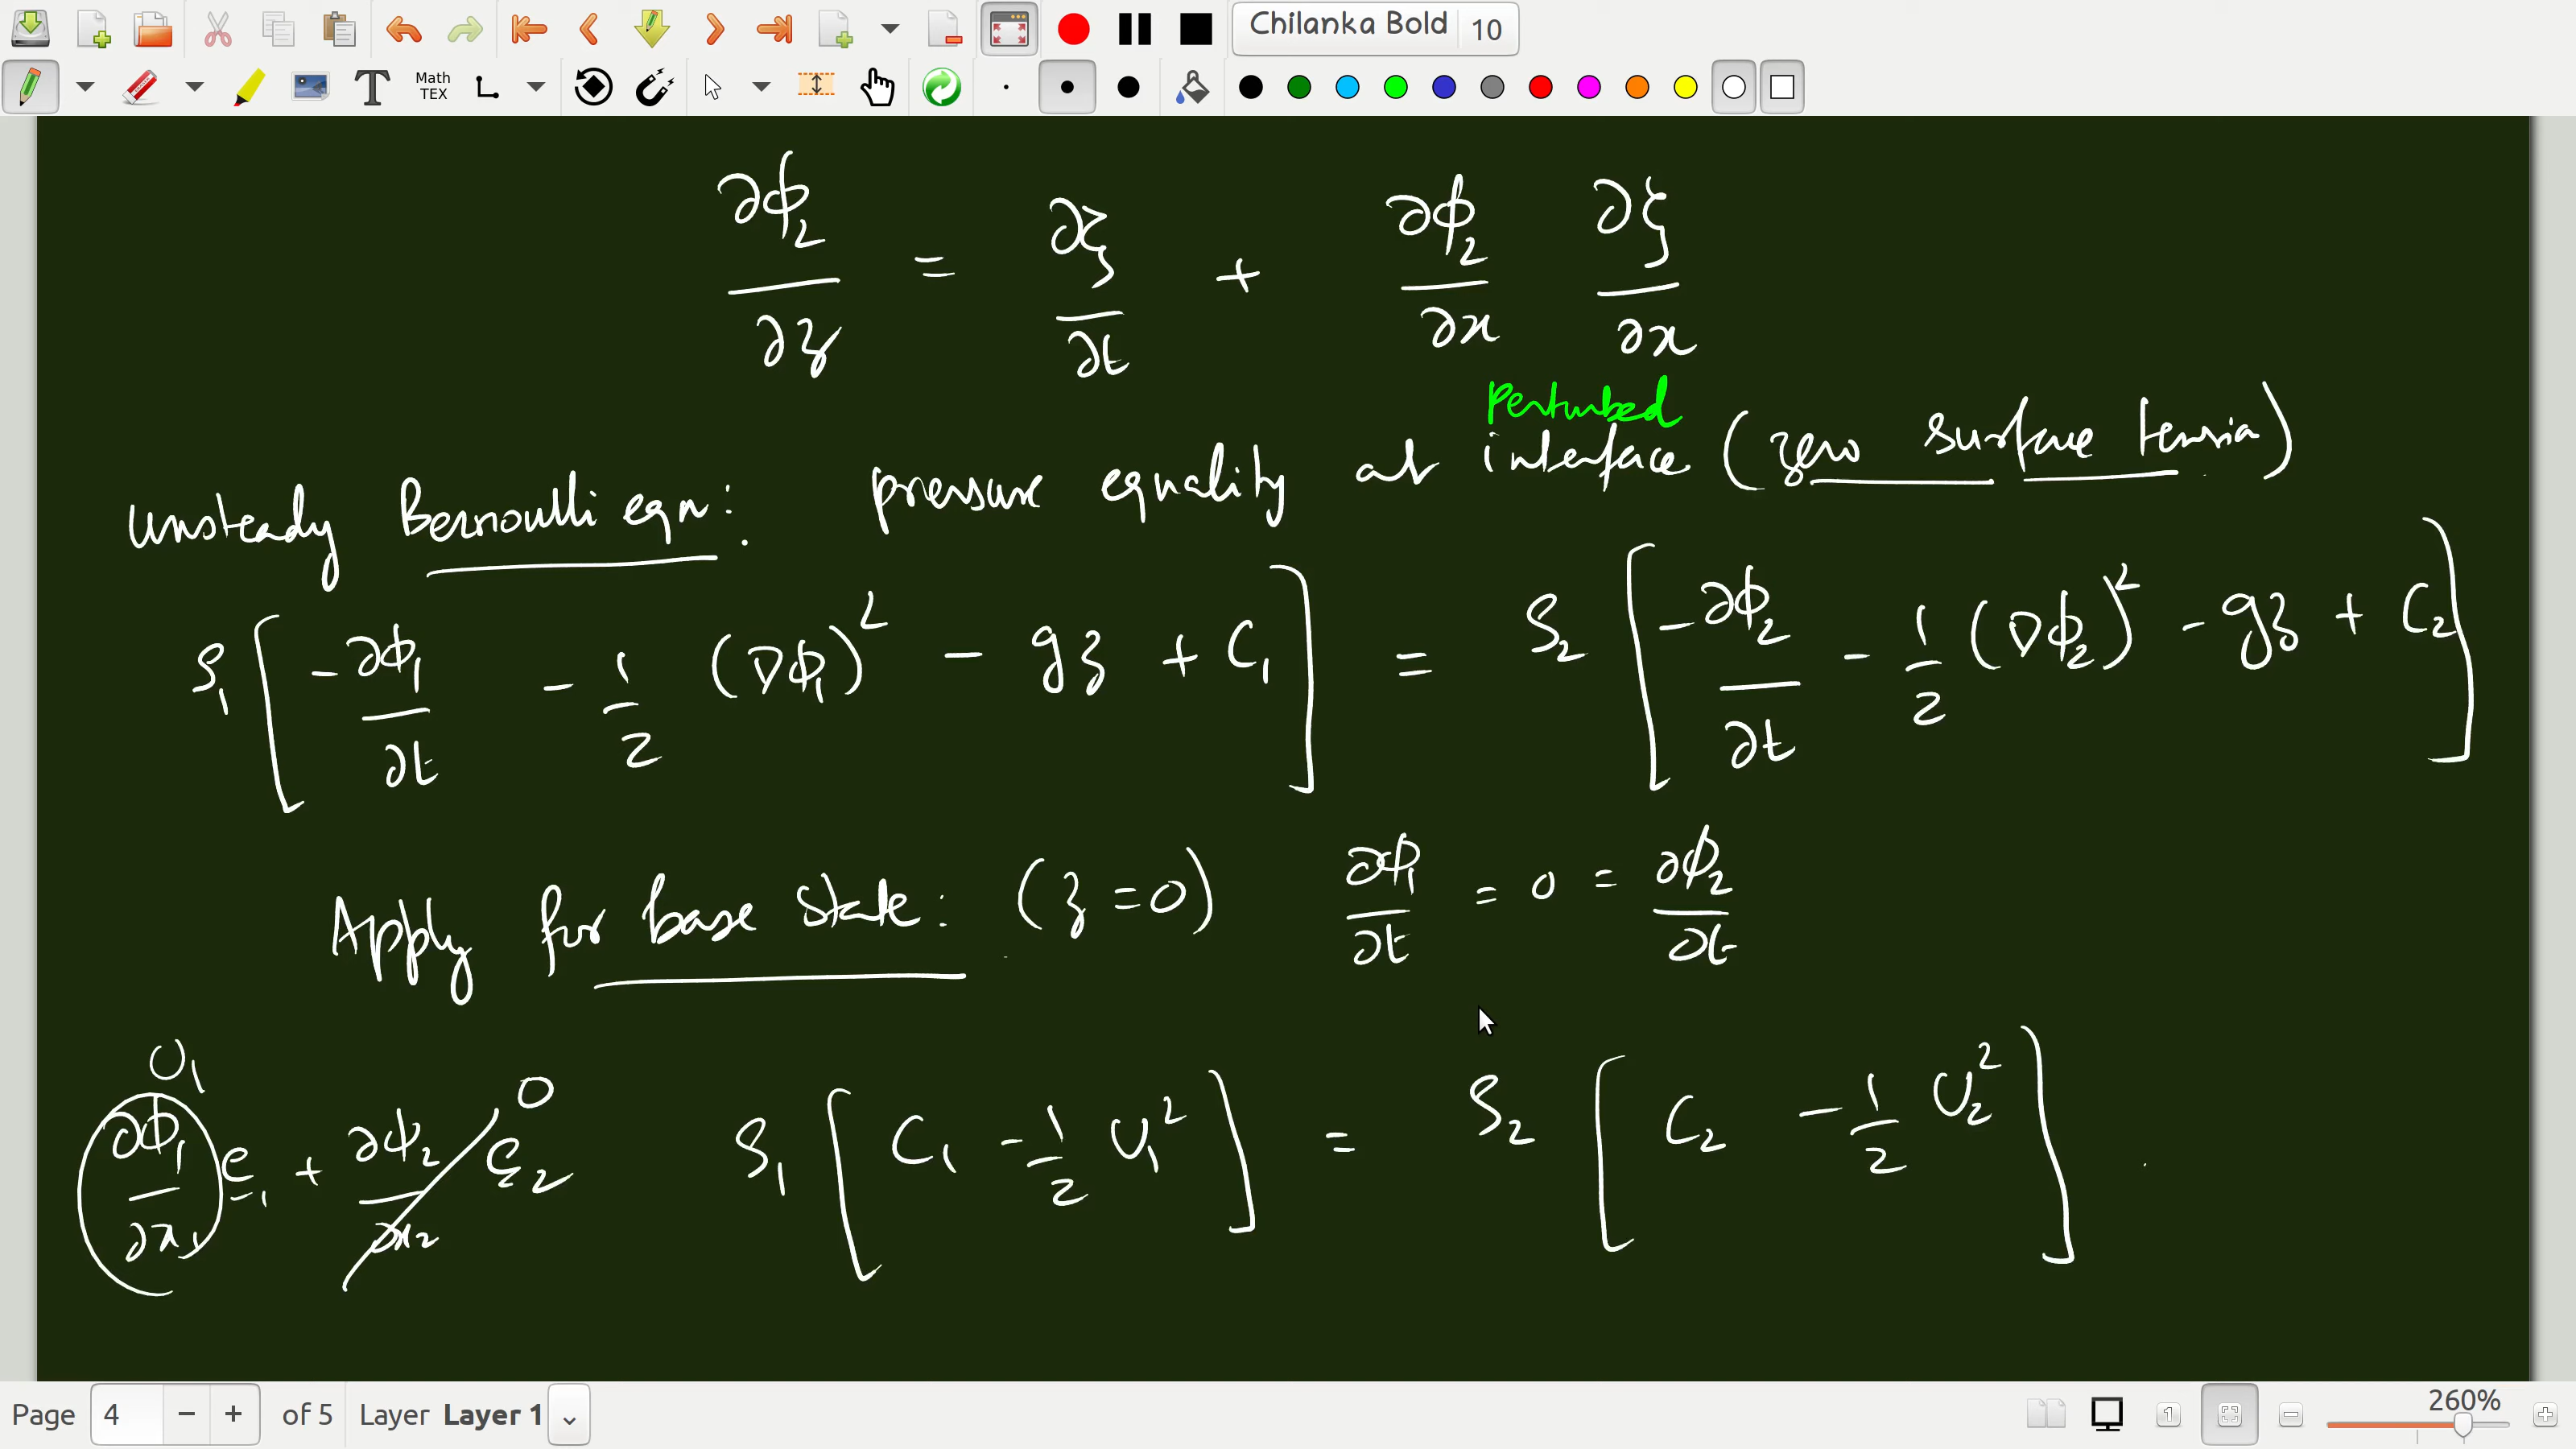 Chilanka Bold 10
Math TEX
∂ϕ₂/∂z = ∂ζ/∂t + ∂ϕ₂/∂x ∂ζ/∂x
Perturbed
unsteady Bernoulli eqn: pressure equality at interface (zero surface tension)
ρ₁ [ -∂ϕ₁/∂t - 1/2 (∇ϕ₁)² - gz + C₁ ] = ρ₂ [ -∂ϕ₂/∂t - 1/2 (∇ϕ₂)² - gz + C₂ ]
Apply for base state: (z = 0) ∂ϕ₁/∂t = 0 = ∂ϕ₂/∂t
U₁ 0
∂ϕ₁/∂x₁ e₁ + ∂ϕ₂/∂x₂ e₂ ρ₁ [ C₁ - 1/2 U₁² ] = ρ₂ [ C₂ - 1/2 U₂² ]
Page 4 of 5 Layer Layer 1 260%